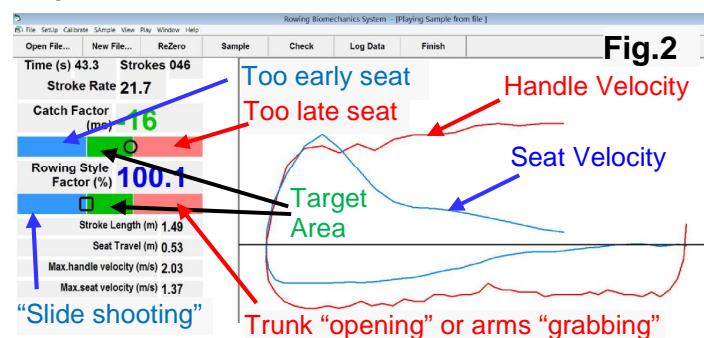 Rowing Biomechanics System - [Playing Sample from file ]
File SetUp Calibrate SAmple View Play Window Help
Open File... New File... ReZero Sample Check Log Data Finish
Fig.2
Time (s) 43.3 Strokes 046
Stroke Rate 21.7
Catch Factor (ms) -16
Rowing Style Factor (%) 100.1
Stroke Length (m) 1.49
Seat Travel (m) 0.53
Max.handle velocity (m/s) 2.03
Max.seat velocity (m/s) 1.37
Too early seat
Too late seat
Handle Velocity
Seat Velocity
Target
Area
“Slide shooting”
Trunk “opening” or arms “grabbing”